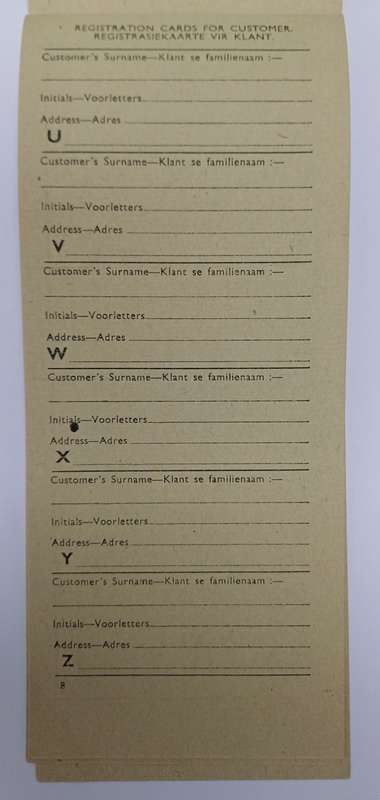 REGISTRATION CARDS FOR CUSTOMER.
REGISTRASIEKAARTE VIR KLANT.
Customer's Surname—Klant se familienaam :—
Initials—Voorletters
Address—Adres
U
Customer's Surname—Klant se familienaam :—
Initials—Voorletters
Address—Adres
V
Customer's Surname—Klant se familienaam :—
Initials—Voorletters
Address—Adres
W
Customer's Surname—Klant se familienaam :—
Initials—Voorletters
Address—Adres
X
Customer's Surname—Klant se familienaam :—
Initials—Voorletters
Address—Adres
Y
Customer's Surname—Klant se familienaam :—
Initials—Voorletters
Address—Adres
Z
8